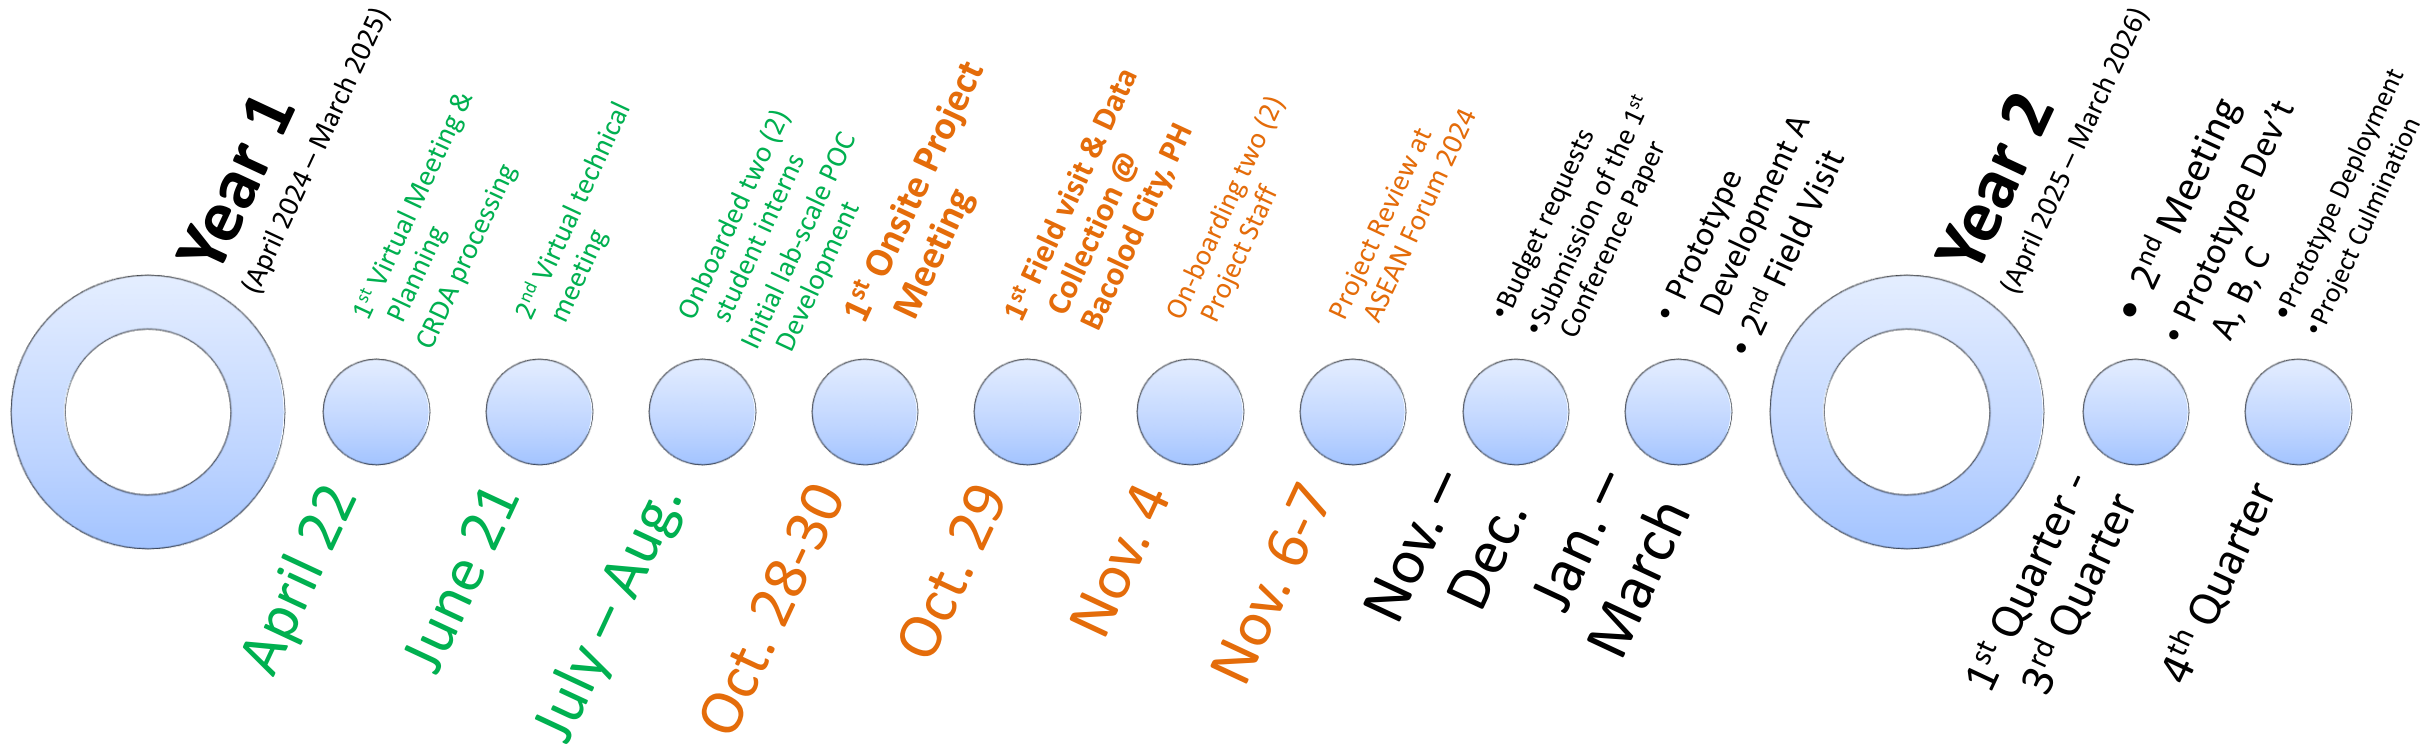 Year 1
(April 2024 – March 2025)
April 22
1st Virtual Meeting &
Planning
CRDA processing
June 21
2nd Virtual technical
meeting
July – Aug.
Onboarded two (2)
student interns
Initial lab-scale POC
Development
Oct. 28-30
1st Onsite Project
Meeting
Oct. 29
1st Field visit & Data
Collection @
Bacolod City, PH
Nov. 4
On-boarding two (2)
Project Staff
Nov. 6-7
Project Review at
ASEAN Forum 2024
Nov. –
Dec.
•Budget requests
•Submission of the 1st
Conference Paper
Jan. –
March
• Prototype
Development A
• 2nd Field Visit
Year 2
(April 2025 – March 2026)
1st Quarter -
3rd Quarter
• 2nd Meeting
• Prototype Dev't
A, B, C
4th Quarter
•Prototype Deployment
•Project Culmination